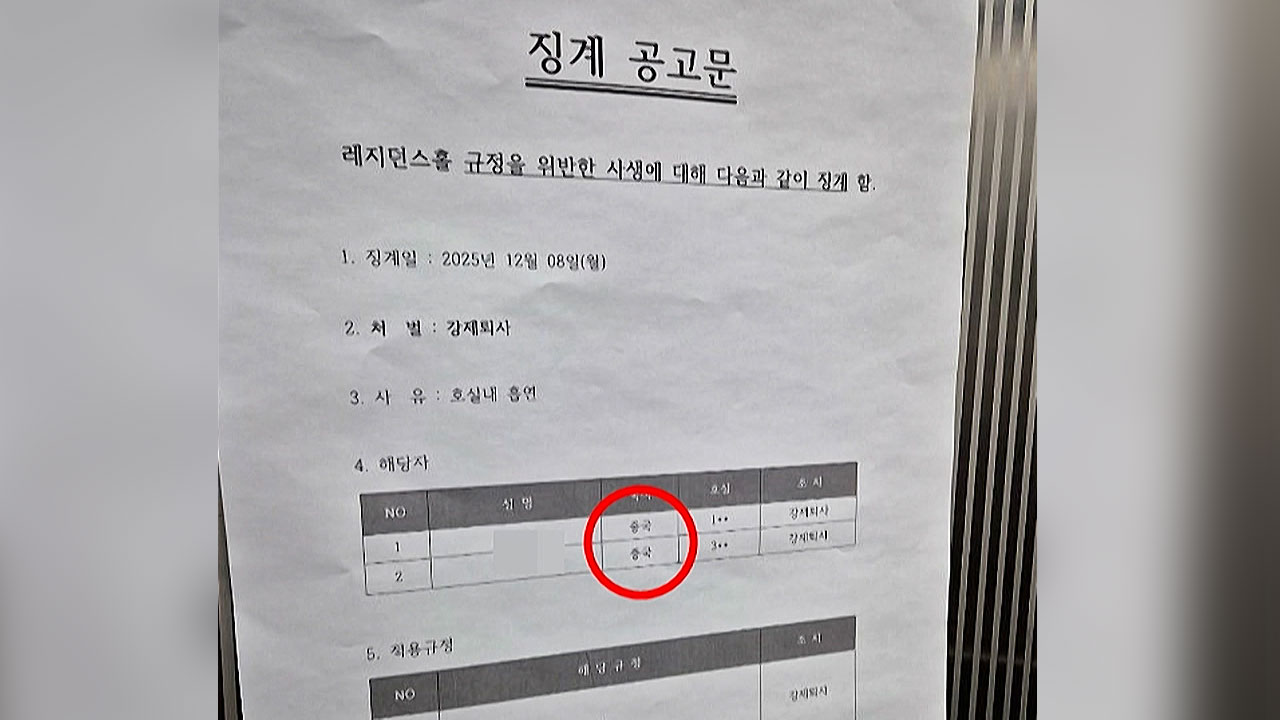 징계 공고문
레지던스홀 규정을 위반한 사생에 대해 다음과 같이 징계 함.
1. 징계일 : 2025년 12월 08일(월)
2. 처 벌 : 강제퇴사
3. 사 유 : 호실내 흡연
4. 해당자
NO 성 명 호실 조 치
1 중국 1•• 강제퇴사
2 중국 3•• 강제퇴사
5. 적용규정
NO 해 당 규 정 조 치
강제퇴사